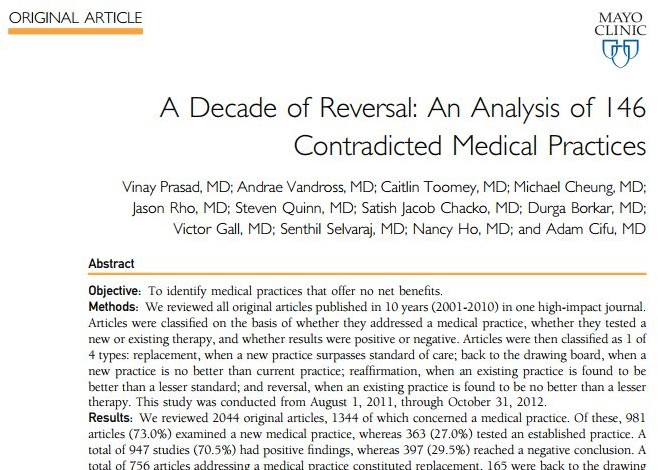 ORIGINAL ARTICLE
MAYO
CLINIC
A Decade of Reversal: An Analysis of 146
Contradicted Medical Practices
Vinay Prasad, MD; Andrae Vandross, MD; Caitlin Toomey, MD; Michael Cheung, MD;
Jason Rho, MD; Steven Quinn, MD; Satish Jacob Chacko, MD; Durga Borkar, MD;
Victor Gall, MD; Senthil Selvaraj, MD; Nancy Ho, MD; and Adam Cifu, MD
Abstract
Objective: To identify medical practices that offer no net benefits.
Methods: We reviewed all original articles published in 10 years (2001-2010) in one high-impact journal.
Articles were classified on the basis of whether they addressed a medical practice, whether they tested a
new or existing therapy, and whether results were positive or negative. Articles were then classified as 1 of
4 types: replacement, when a new practice surpasses standard of care; back to the drawing board, when a
new practice is no better than current practice; reaffirmation, when an existing practice is found to be
better than a lesser standard; and reversal, when an existing practice is found to be no better than a lesser
therapy. This study was conducted from August 1, 2011, through October 31, 2012.
Results: We reviewed 2044 original articles, 1344 of which concerned a medical practice. Of these, 981
articles (73.0%) examined a new medical practice, whereas 363 (27.0%) tested an established practice. A
total of 947 studies (70.5%) had positive findings, whereas 397 (29.5%) reached a negative conclusion. A
total of 756 articles addressing a medical practice constituted replacement, 165 were back to the drawing